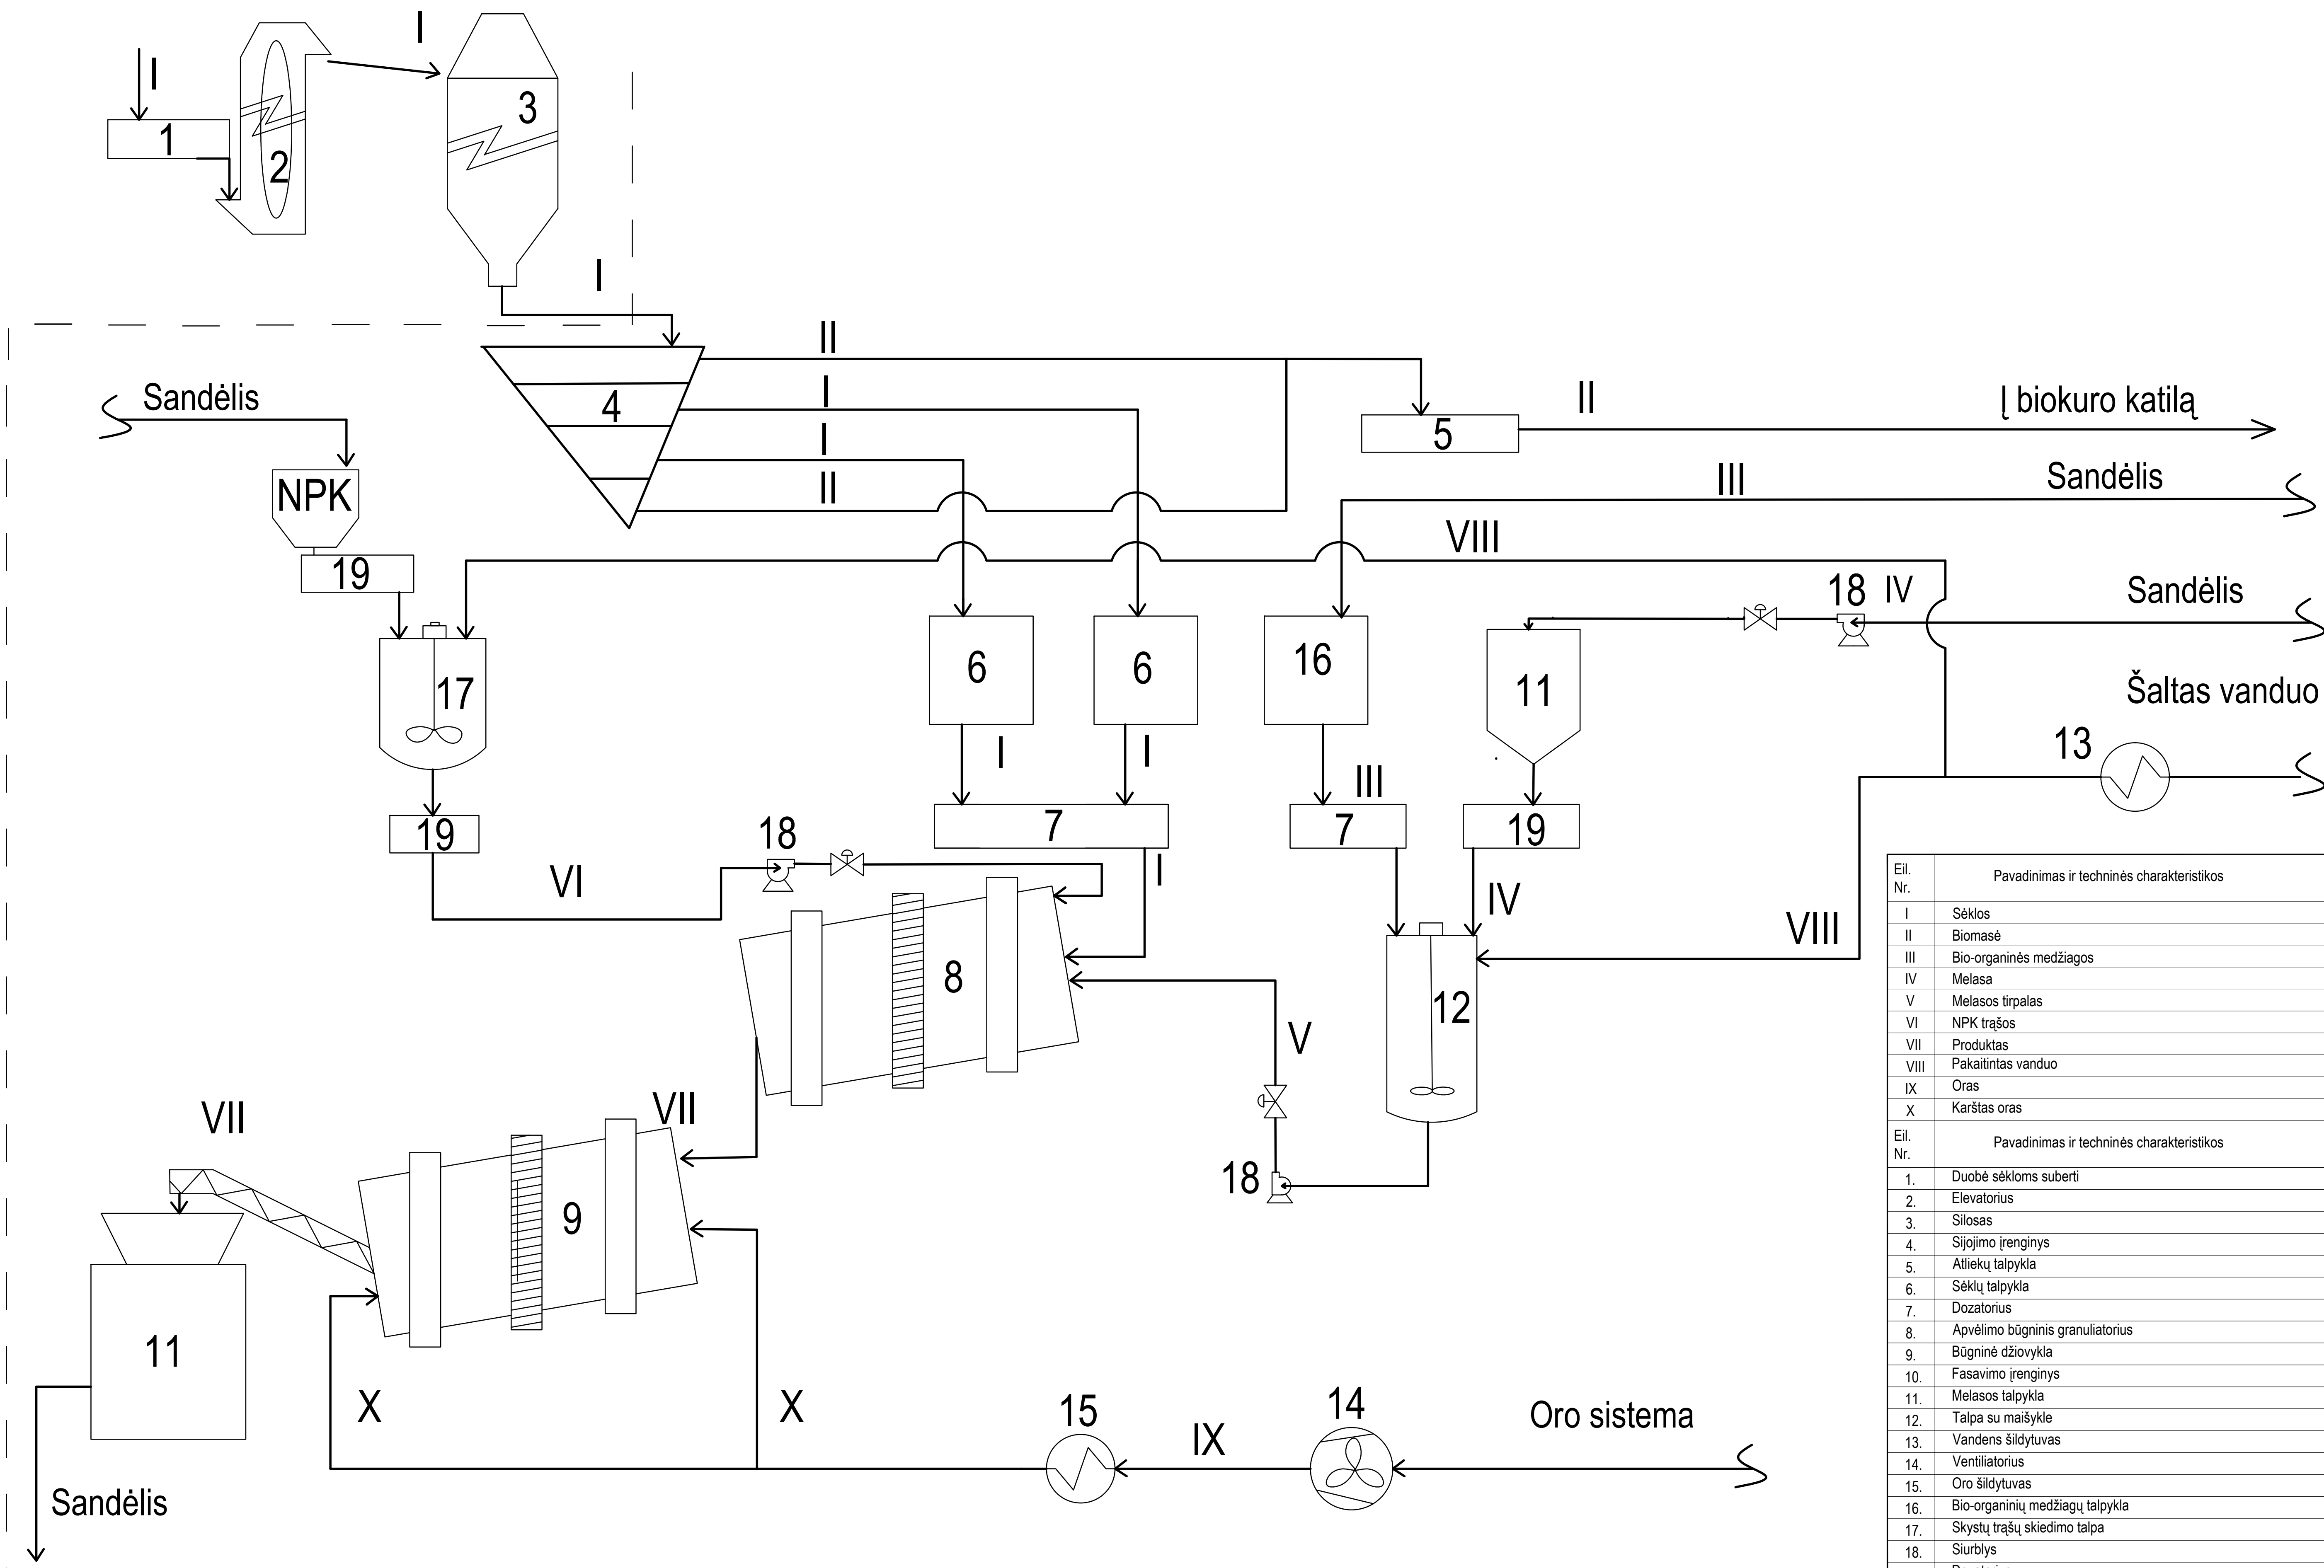 I
I
1
2
3
I
II
I
I
II
4
Sandėlis
NPK
19
17
19
VI
18
II
Į biokuro katilą
5
III
Sandėlis
VIII
18
IV
Sandėlis
6
6
16
11
Šaltas vanduo
13
I
I
III
7
7
19
I
IV
VIII
8
12
V
18
VII
VII
9
11
X
X
15
IX
14
Oro sistema
Sandėlis
Eil. Nr. Pavadinimas ir techninės charakteristikos
I Sėklos
II Biomasė
III Bio-organinės medžiagos
IV Melasa
V Melasos tirpalas
VI NPK trąšos
VII Produktas
VIII Pakaitintas vanduo
IX Oras
X Karštas oras
Eil. Nr. Pavadinimas ir techninės charakteristikos
1. Duobė sėkloms suberti
2. Elevatorius
3. Silosas
4. Sijojimo įrenginys
5. Atliekų talpykla
6. Sėklų talpykla
7. Dozatorius
8. Apvėlimo būgninis granuliatorius
9. Būgninė džiovykla
10. Fasavimo įrenginys
11. Melasos talpykla
12. Talpa su maišykle
13. Vandens šildytuvas
14. Ventiliatorius
15. Oro šildytuvas
16. Bio-organinių medžiagų talpykla
17. Skystų trąšų skiedimo talpa
18. Siurblys